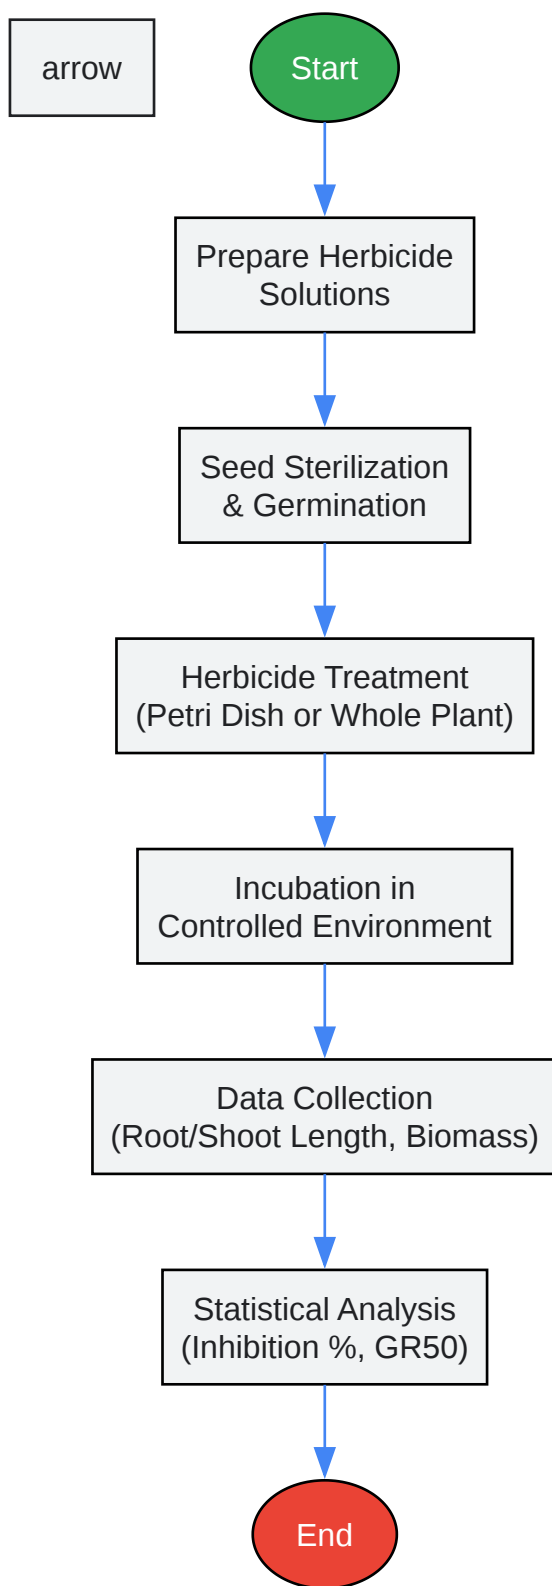 arrow
Start
Prepare Herbicide
Solutions
Seed Sterilization
& Germination
Herbicide Treatment
(Petri Dish or Whole Plant)
Incubation in
Controlled Environment
Data Collection
(Root/Shoot Length, Biomass)
Statistical Analysis
(Inhibition %, GR50)
End